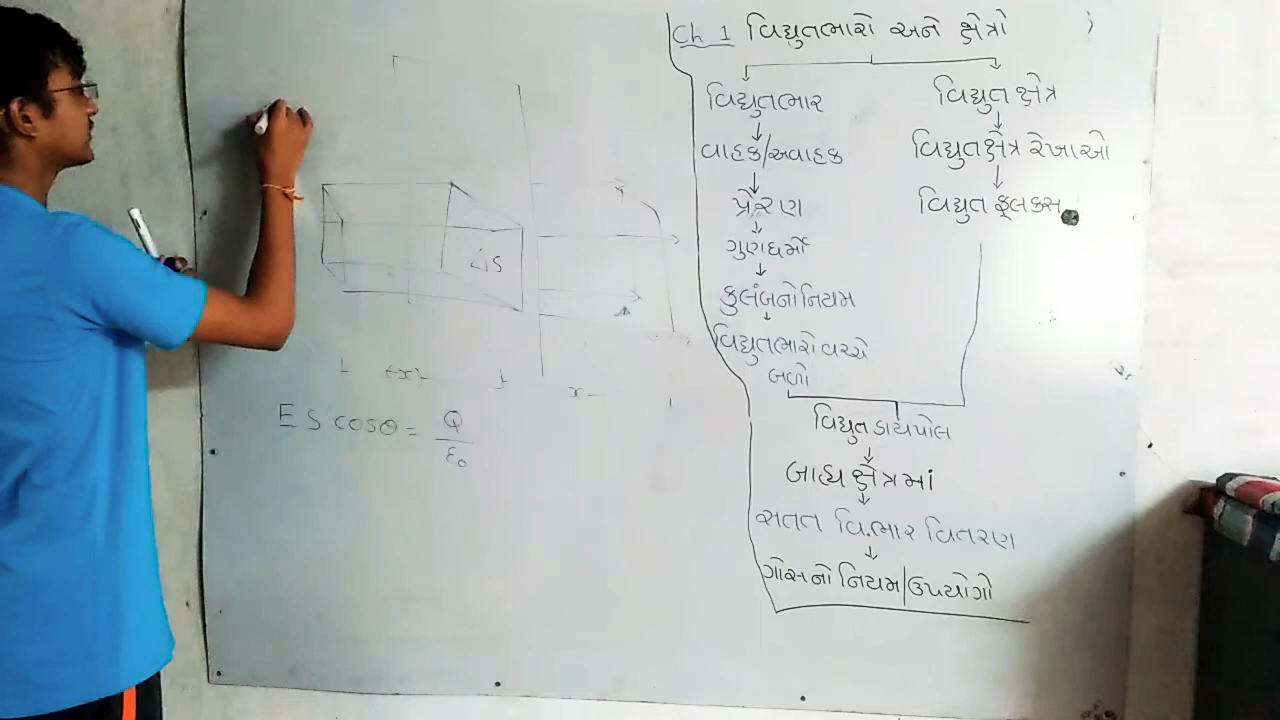 Ch 1 વિદ્યુતભારો અને ક્ષેત્રો
વિદ્યુતભાર
વાહક/અવાહક
પ્રેરણ
ગુણધર્મો
કુલંબનો નિયમ
વિદ્યુતભારો વચ્ચે
બળો
વિદ્યુત ક્ષેત્ર
વિદ્યુતક્ષેત્ર રેખાઓ
વિદ્યુત ફ્લક્સ
વિદ્યુત ડાયપોલ
બાહ્ય ક્ષેત્રમાં
સતત વિ.ભાર વિતરણ
ગૉસનો નિયમ/ઉપયોગો
ΔS
x
x
E S cosθ = Q/ε₀